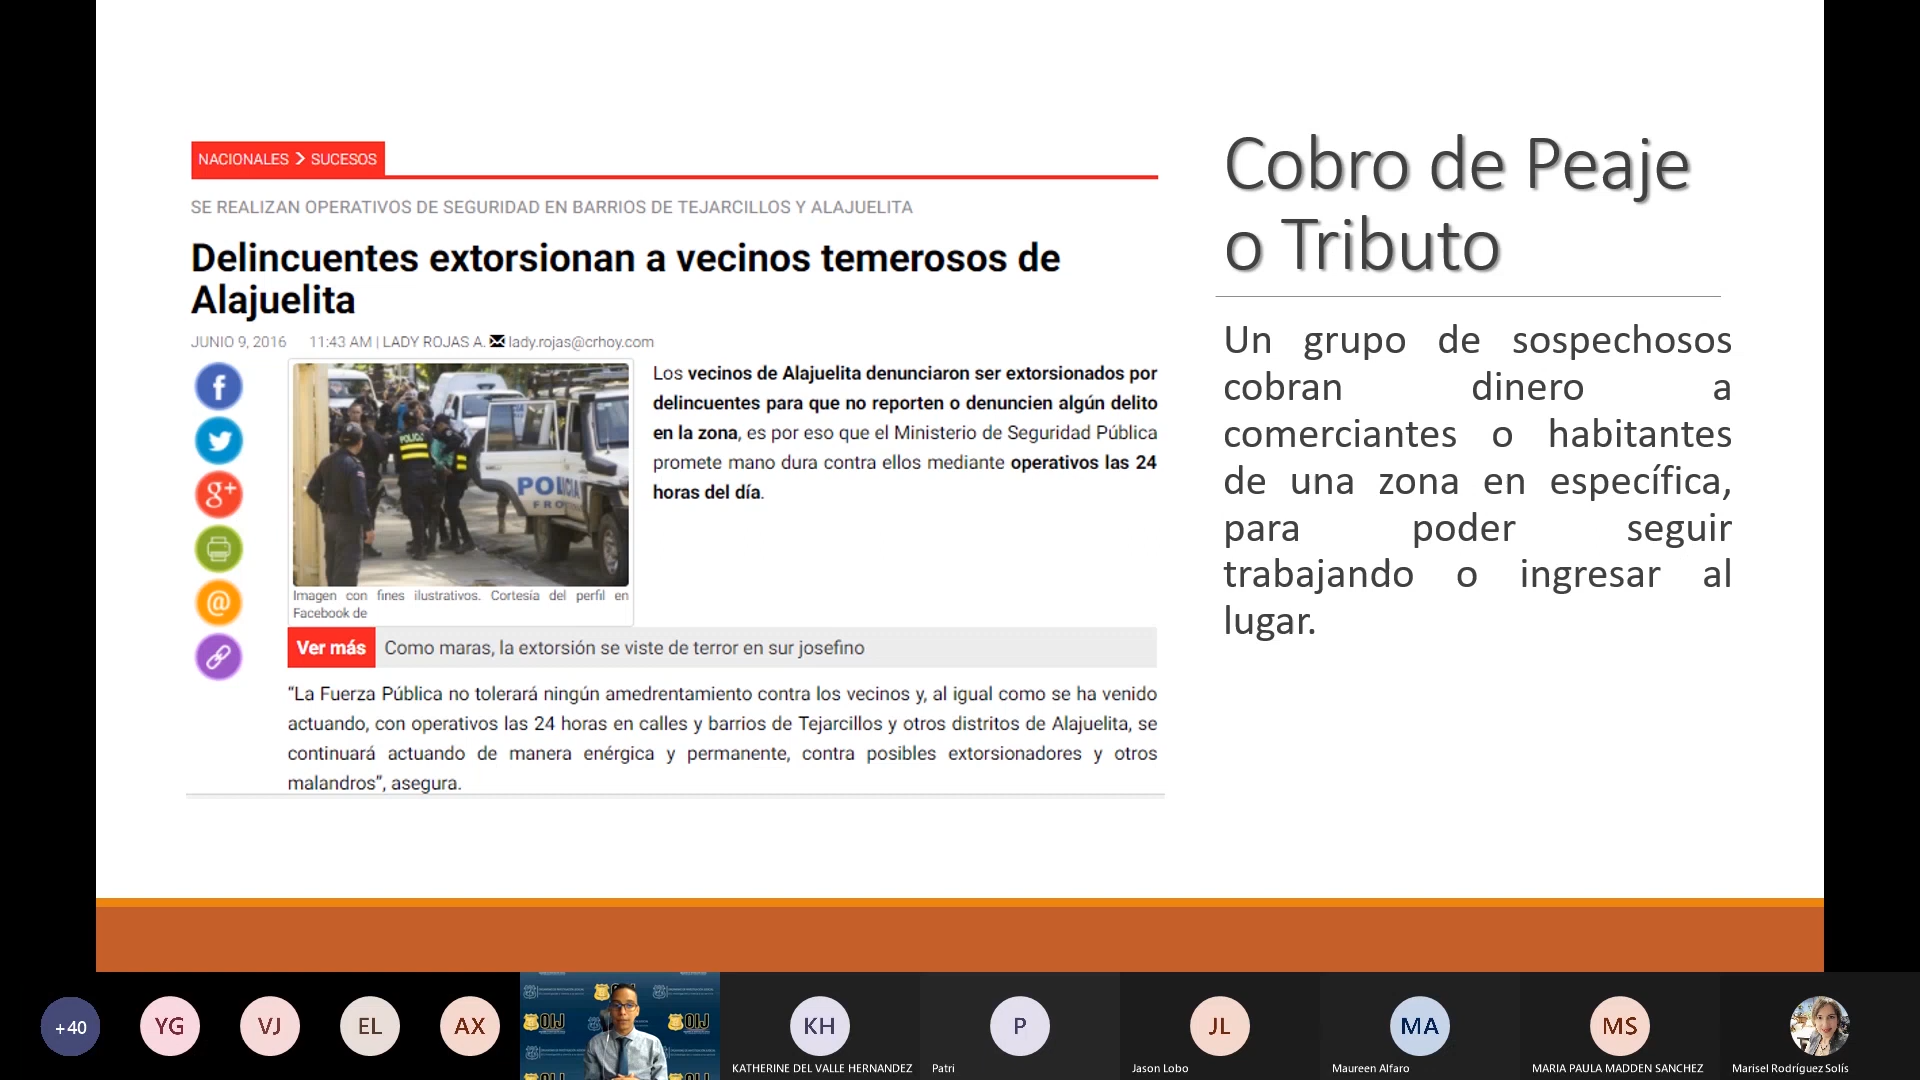 NACIONALES > SUCESOS
SE REALIZAN OPERATIVOS DE SEGURIDAD EN BARRIOS DE TEJARCILLOS Y ALAJUELITA
Delincuentes extorsionan a vecinos temerosos de
Alajuelita
JUNIO 9, 2016 11:43 AM | LADY ROJAS A. lady.rojas@crhoy.com
Los vecinos de Alajuelita denunciaron ser extorsionados por
delincuentes para que no reporten o denuncien algún delito
en la zona, es por eso que el Ministerio de Seguridad Pública
promete mano dura contra ellos mediante operativos las 24
horas del día.
f
g+
@
POLICIA
Imagen con fines ilustrativos. Cortesía del perfil en
Facebook de
Ver más Como maras, la extorsión se viste de terror en sur josefino
“La Fuerza Pública no tolerará ningún amedrentamiento contra los vecinos y, al igual como se ha venido
actuando, con operativos las 24 horas en calles y barrios de Tejarcillos y otros distritos de Alajuelita, se
continuará actuando de manera enérgica y permanente, contra posibles extorsionadores y otros
malandros”, asegura.
Cobro de Peaje
o Tributo
Un grupo de sospechosos
cobran dinero a
comerciantes o habitantes
de una zona en específica,
para poder seguir
trabajando o ingresar al
lugar.
+40
YG
VJ
EL
AX
OIJ
OIJ
KH
KATHERINE DEL VALLE HERNANDEZ
P
Patri
JL
Jason Lobo
MA
Maureen Alfaro
MS
MARIA PAULA MADDEN SANCHEZ
Marisel Rodríguez Solís